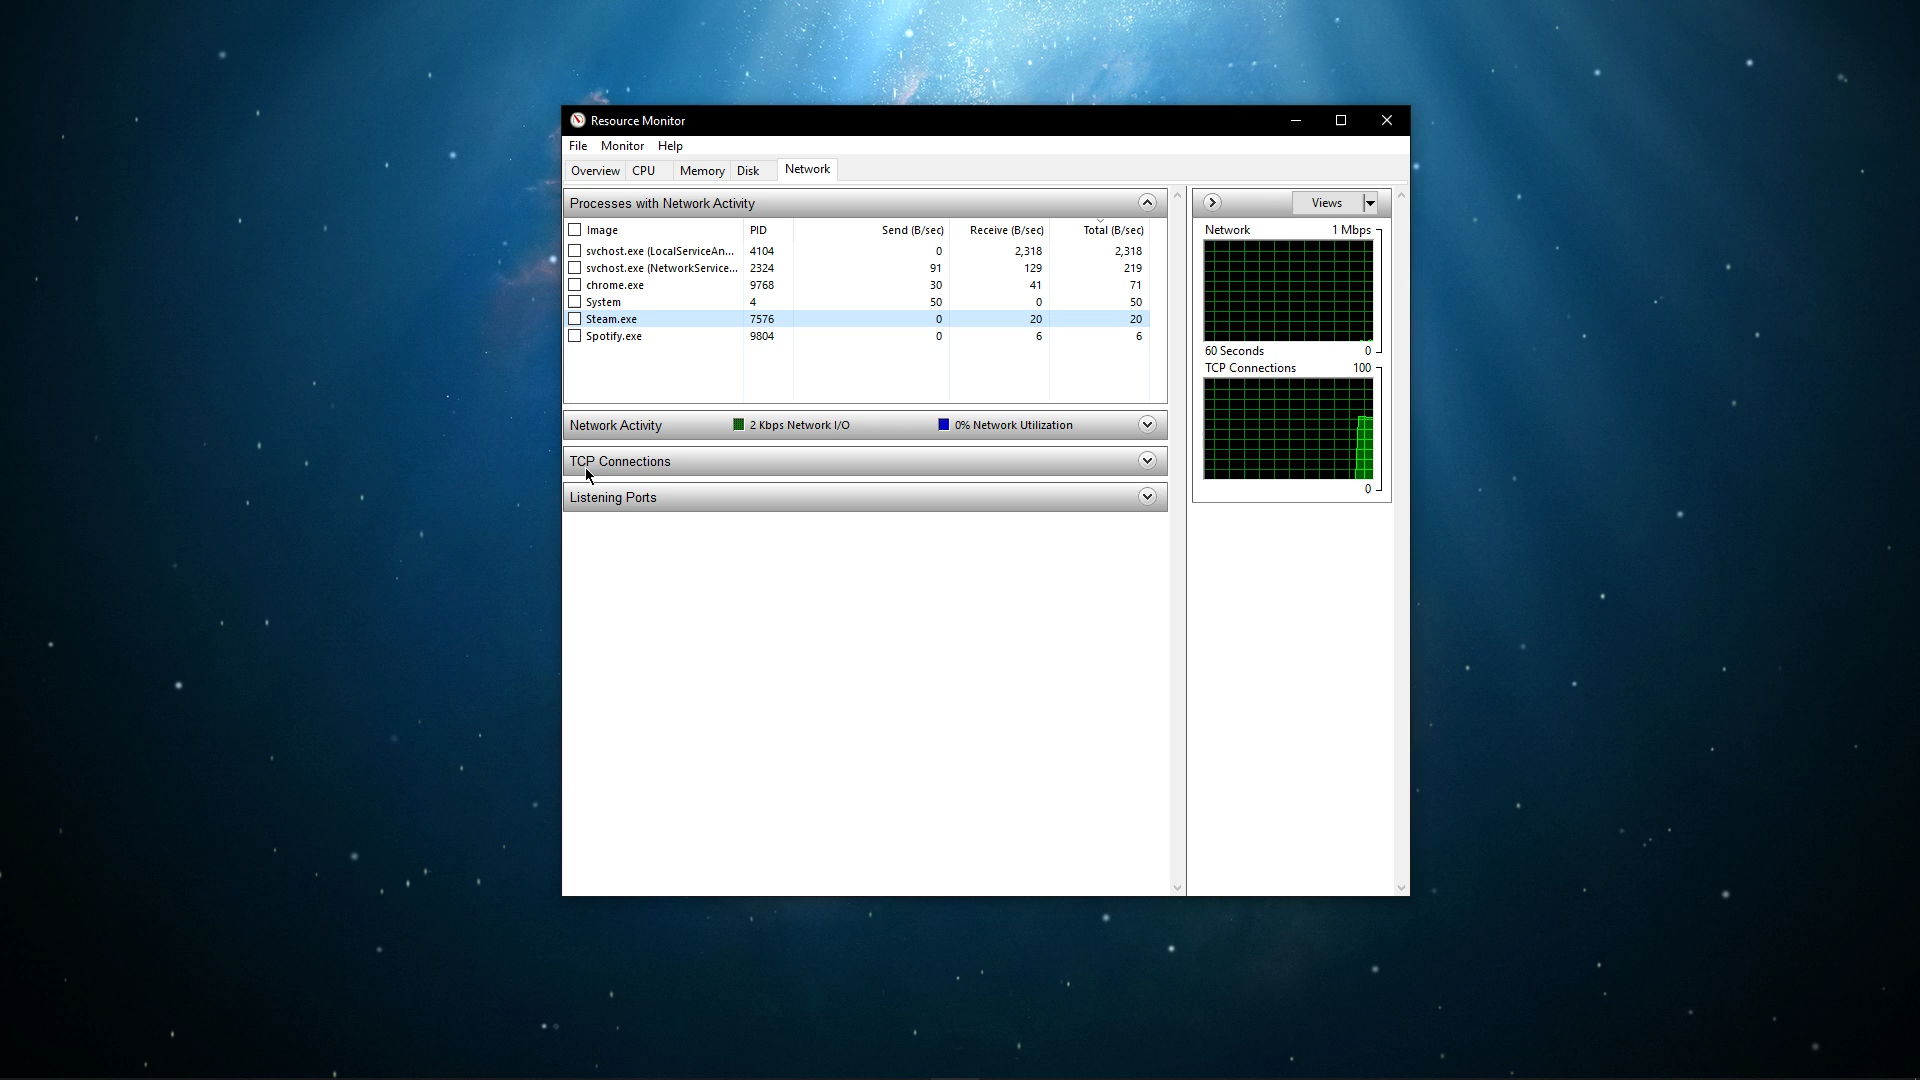 Resource Monitor
File Monitor Help
Overview CPU Memory Disk Network
Processes with Network Activity
Image PID Send (B/sec) Receive (B/sec) Total (B/sec)
svchost.exe (LocalServiceAn... 4104 0 2,318 2,318
svchost.exe (NetworkService... 2324 91 129 219
chrome.exe 9768 30 41 71
System 4 50 0 50
Steam.exe 7576 0 20 20
Spotify.exe 9804 0 6 6
Network Activity 2 Kbps Network I/O 0% Network Utilization
TCP Connections
Listening Ports
Views
Network 1 Mbps
60 Seconds 0
TCP Connections 100
0